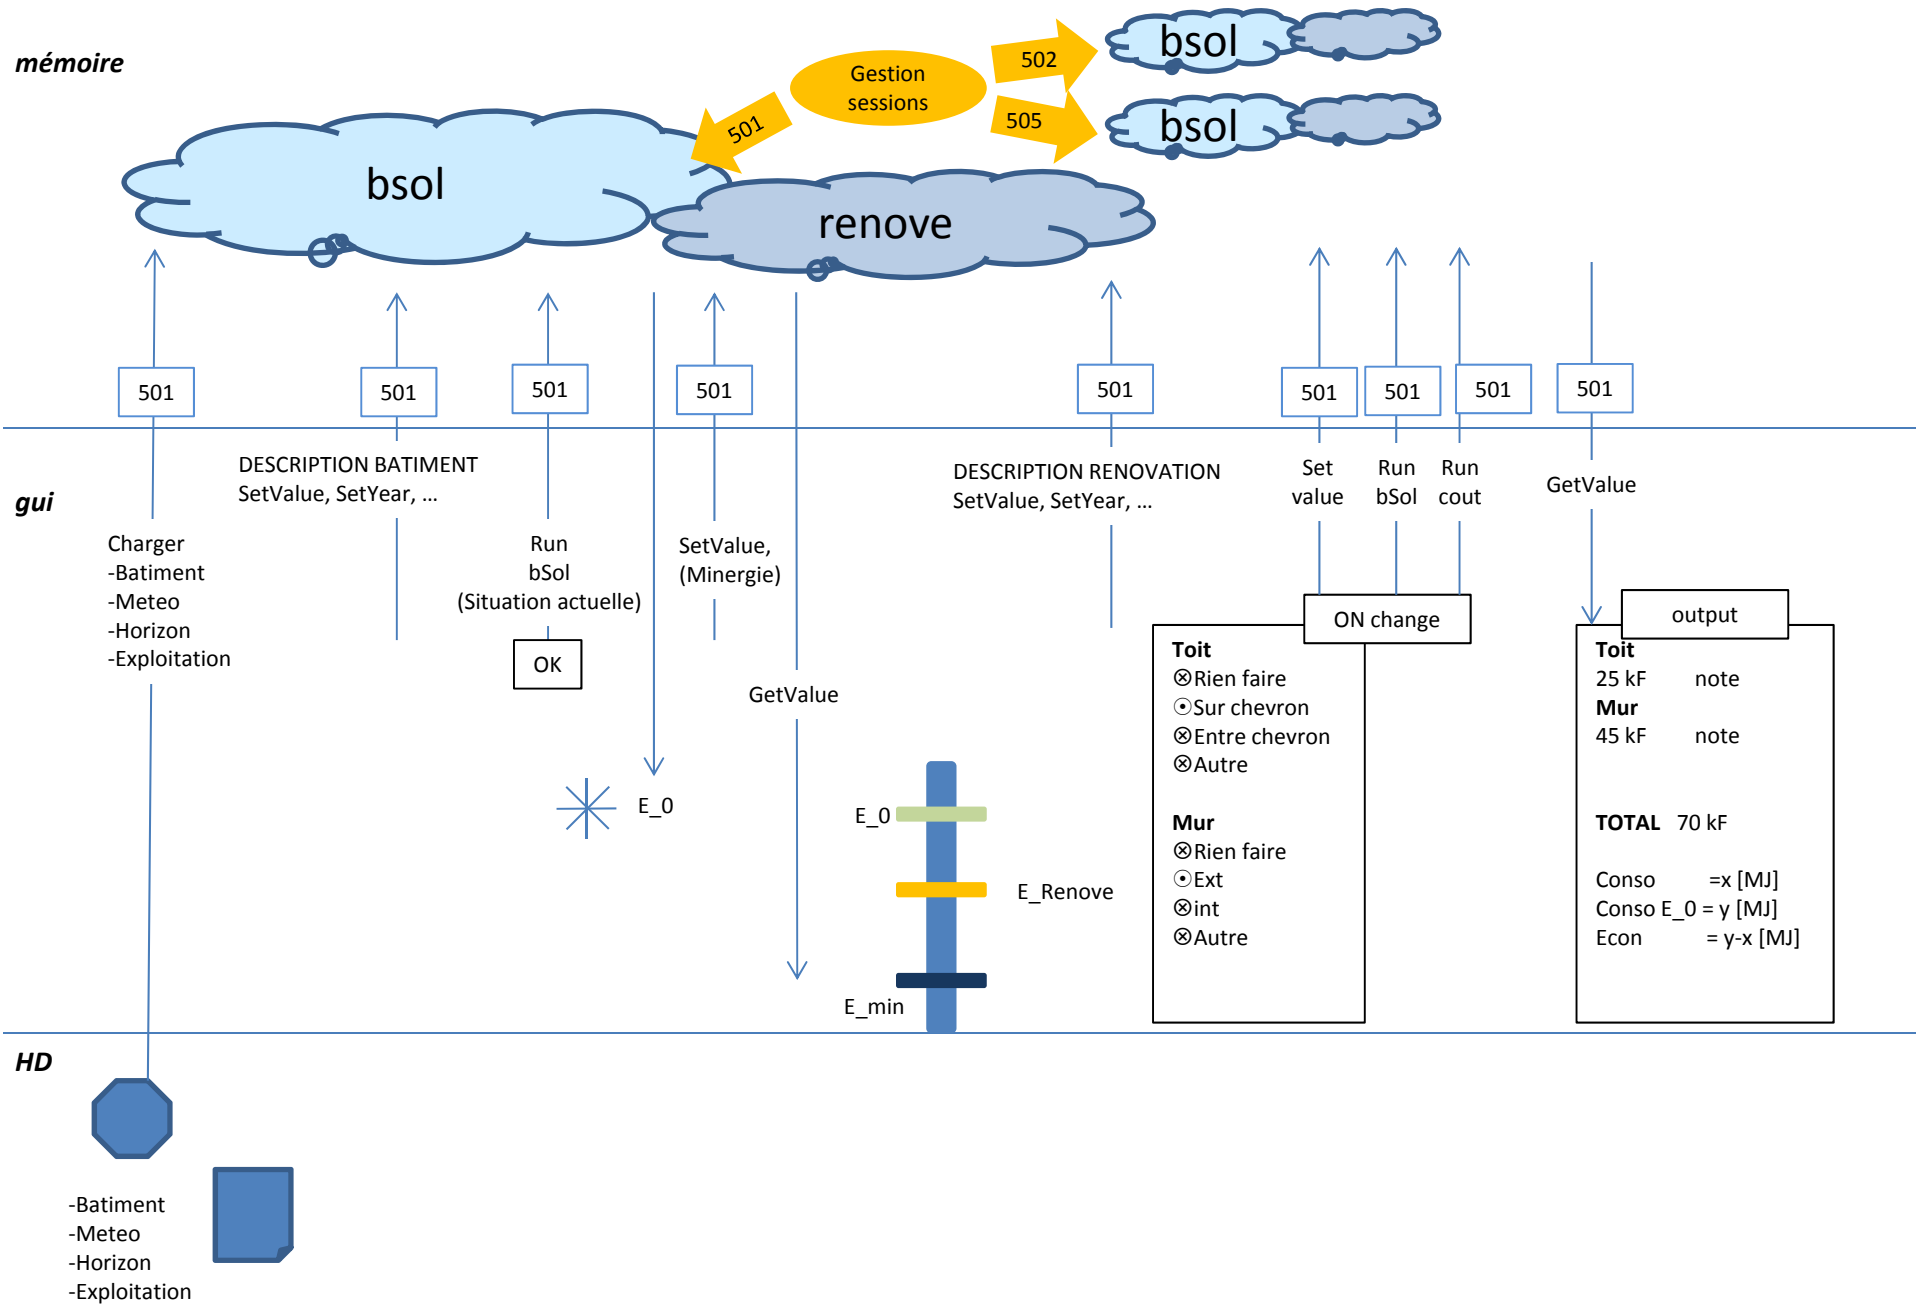 mémoire
Gestion
sessions
501
502
505
bsol
bsol
bsol
renove
501
501
501
501
501
501
501
501
501
gui
Charger
-Batiment
-Meteo
-Horizon
-Exploitation
DESCRIPTION BATIMENT
SetValue, SetYear, ...
Run
bSol
(Situation actuelle)
OK
E_0
SetValue,
(Minergie)
GetValue
E_0
E_Renove
E_min
DESCRIPTION RENOVATION
SetValue, SetYear, ...
Set
value
Run
bSol
Run
cout
GetValue
ON change
Toit
⊗Rien faire
⊙Sur chevron
⊗Entre chevron
⊗Autre
Mur
⊗Rien faire
⊙Ext
⊗int
⊗Autre
output
Toit
25 kF note
Mur
45 kF note
TOTAL 70 kF
Conso =x [MJ]
Conso E_0 = y [MJ]
Econ = y-x [MJ]
HD
-Batiment
-Meteo
-Horizon
-Exploitation